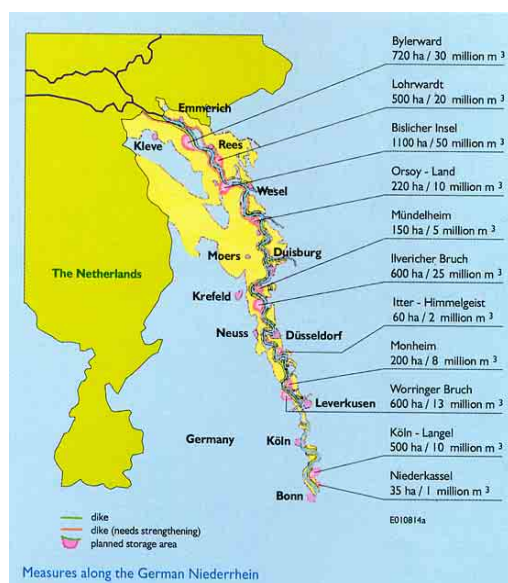 Bylerward
720 ha / 30 million m 3
Lohrwardt
500 ha / 20 million m 3
Bislicher Insel
1100 ha / 50 million m 3
Orsoy - Land
220 ha / 10 million m 3
Mündelheim
150 ha / 5 million m 3
Ilvericher Bruch
600 ha / 25 million m 3
Itter - Himmelgeist
60 ha / 2 million m 3
Monheim
200 ha / 8 million m 3
Worringer Bruch
600 ha / 13 million m 3
Köln - Langel
500 ha / 10 million m 3
Niederkassel
35 ha / 1 million m 3
E010814a
Emmerich
Kleve
Rees
Wesel
Moers
Duisburg
The Netherlands
Krefeld
Neuss
Düsseldorf
Leverkusen
Germany
Köln
Bonn
dike
dike (needs strengthening)
planned storage area
Measures along the German Niederrhein